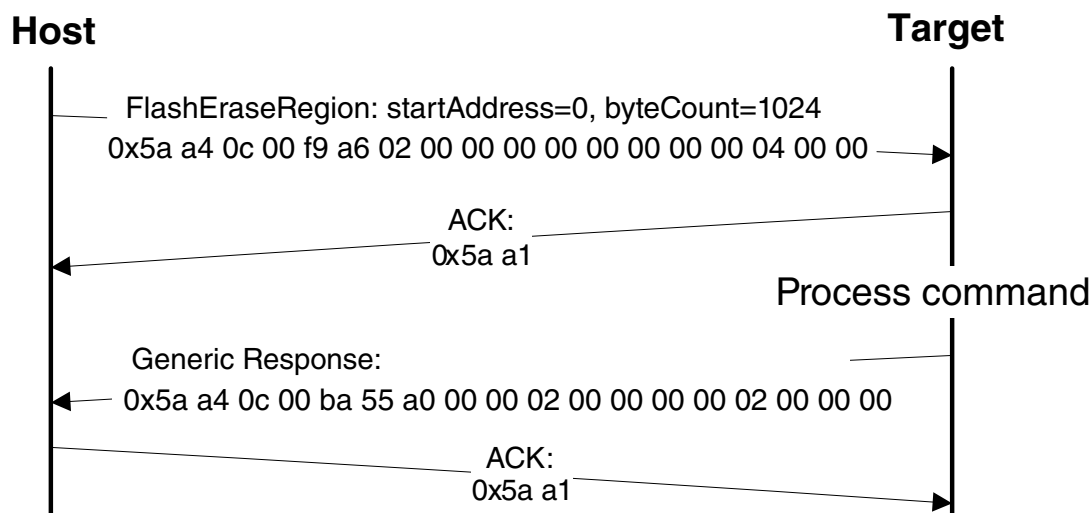 Host
Target
FlashEraseRegion: startAddress=0, byteCount=1024
0x5a a4 0c 00 f9 a6 02 00 00 00 00 00 00 00 00 04 00 00
ACK:
0x5a a1
Process command
Generic Response:
0x5a a4 0c 00 ba 55 a0 00 00 02 00 00 00 00 02 00 00 00
ACK:
0x5a a1